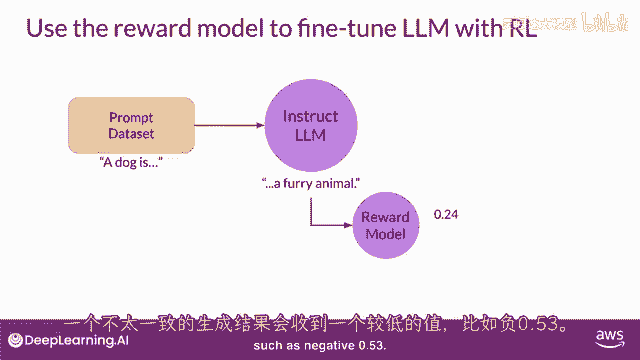 Use the reward model to fine-tune LLM with RL
Prompt
Dataset
"A dog is..."
Instruct
LLM
"...a furry animal."
Reward
Model
0.24
一个不太一致的生成结果会收到一个较低的值，比如负0.53。
such as negative 0.53.
DeepLearning.AI
aws